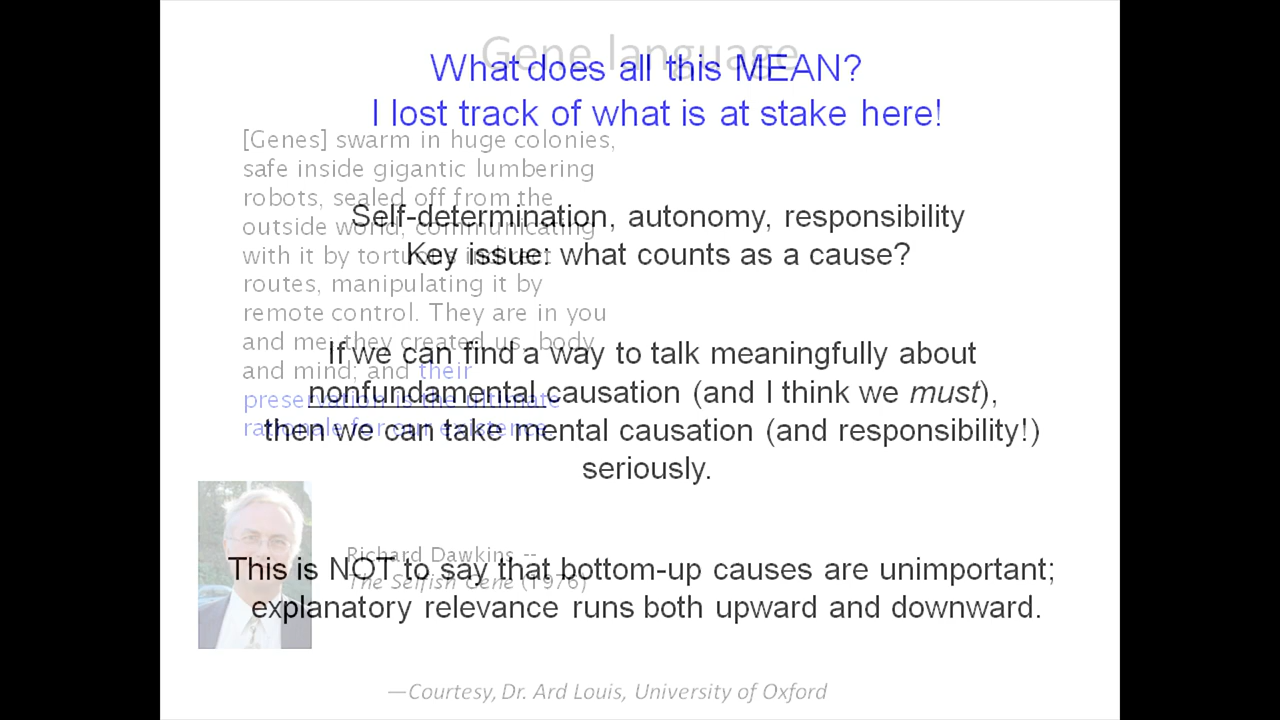 Gene language
What does all this MEAN?
I lost track of what is at stake here!
[Genes] swarm in huge colonies,
safe inside gigantic lumbering
robots, sealed off from the
outside world, communicating
with it by tortuous indirect
routes, manipulating it by
remote control. They are in you
and me; they created us, body
and mind; and their
preservation is the ultimate
rationale for our existence.
Self-determination, autonomy, responsibility
Key issue: what counts as a cause?
If we can find a way to talk meaningfully about
nonfundamental causation (and I think we must),
then we can take mental causation (and responsibility!)
seriously.
Richard Dawkins --
The Selfish Gene (1976)
This is NOT to say that bottom-up causes are unimportant;
explanatory relevance runs both upward and downward.
—Courtesy, Dr. Ard Louis, University of Oxford